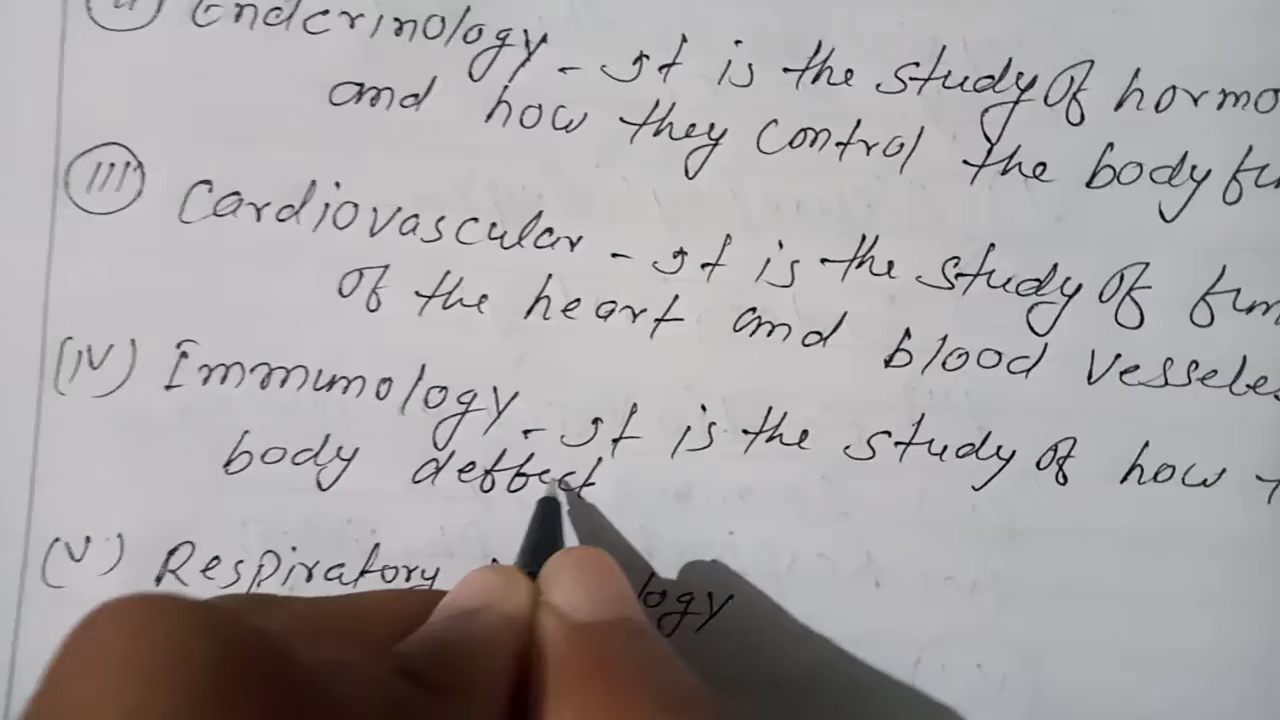 (II) Endcrinology - It is the study of hormo
and how they control the body fu
(III) Cardiovascular - It is the study of fun
of the heart and blood vessele
(IV) Immunology - It is the study of how t
body deffect
(V) Respiratory logy